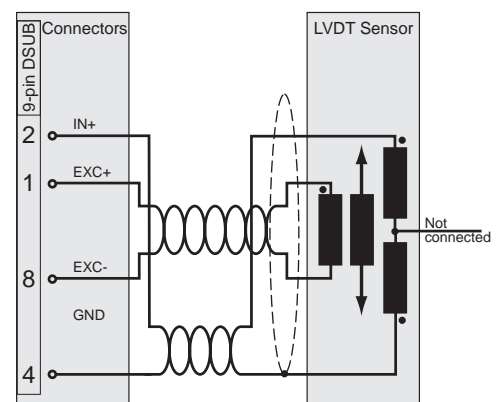 Connectors
LVDT Sensor
9-pin DSUB
2
IN+
1
EXC+
Not
connected
8
EXC-
GND
4